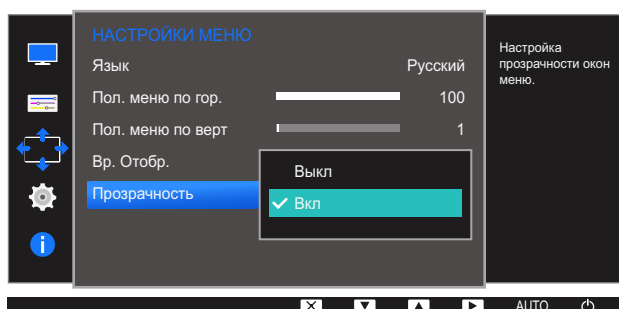 НАСТРОЙКИ МЕНЮ
Язык Русский
Пол. меню по гор. 100
Пол. меню по верт 1
Вр. Отобр.
Прозрачность
Выкл
Вкл
Настройка
прозрачности окон
меню.
AUTO